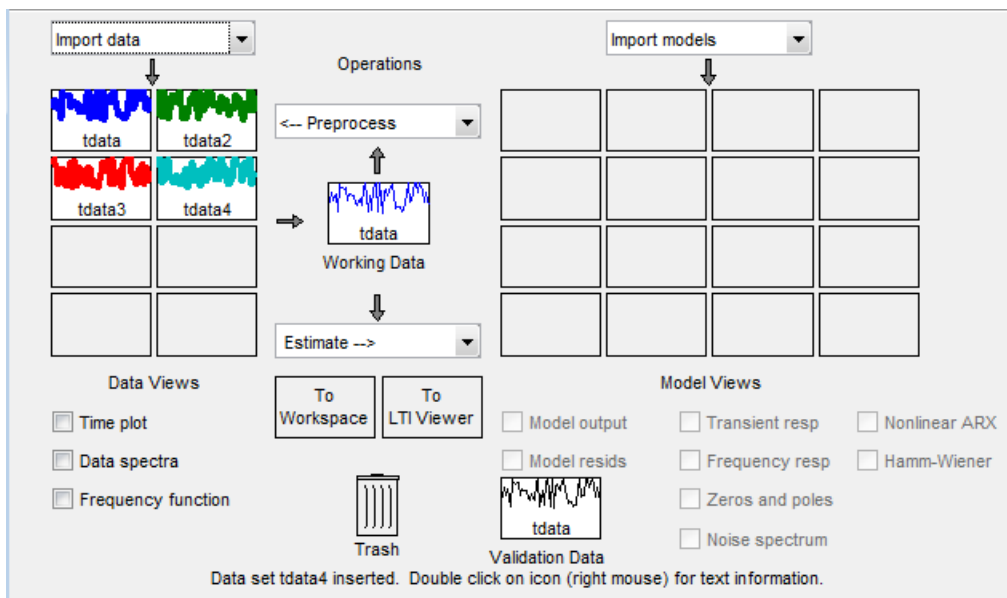 Import data
Import models
Operations
tdata
tdata2
<-- Preprocess
tdata3
tdata4
tdata
Working Data
Estimate -->
Data Views
Model Views
To
Workspace
To
LTI Viewer
Time plot
Model output
Transient resp
Nonlinear ARX
Data spectra
Model resids
Frequency resp
Hamm-Wiener
Frequency function
Zeros and poles
tdata
Noise spectrum
Trash
Validation Data
Data set tdata4 inserted.  Double click on icon (right mouse) for text information.